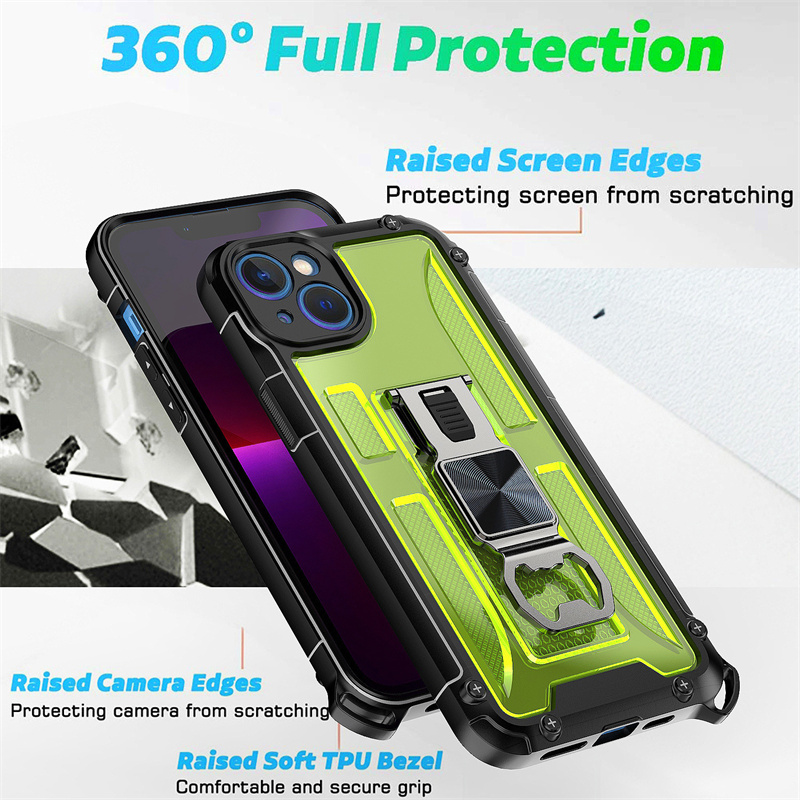 360° Full Protection
Raised Screen Edges
Protecting screen from scratching
Raised Camera Edges
Protecting camera from scratching
Raised Soft TPU Bezel
Comfortable and secure grip